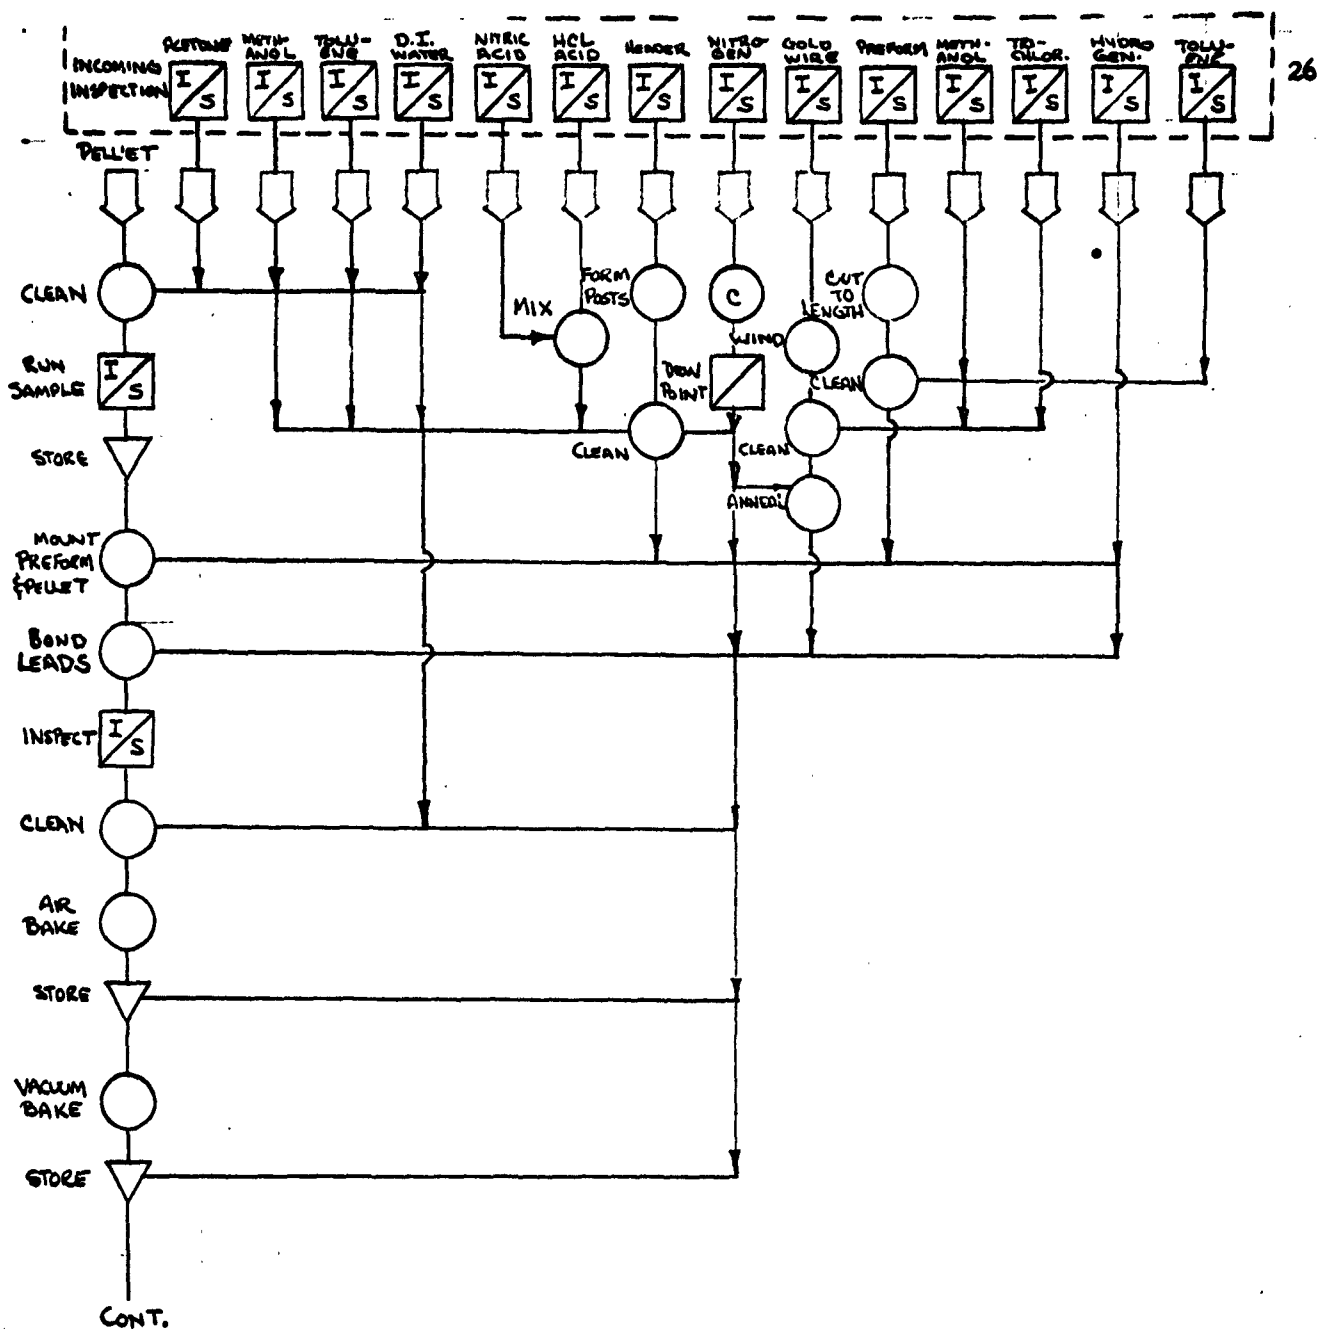 INCOMING
INSPECTION
ACETONE
METH-
ANOL
TOLU-
ENE
D.I.
WATER
NITRIC
ACID
HCL
ACID
HEADER
NITRO-
GEN
GOLD
WIRE
PREFORM
METH-
ANOL
TRI-
CHLOR.
HYDRO
GEN.
TOLU-
ENE
26
I/S
I/S
I/S
I/S
I/S
I/S
I/S
I/S
I/S
I/S
I/S
I/S
I/S
I/S
PELLET
CLEAN
MIX
FORM
POSTS
C
WIND
CUT
TO
LENGTH
RUN
SAMPLE
I/S
DEW
POINT
CLEAN
STORE
CLEAN
CLEAN
ANNEAL
MOUNT
PREFORM
&PELLET
BOND
LEADS
INSPECT
I/S
CLEAN
AIR
BAKE
STORE
VACUUM
BAKE
STORE
CONT.